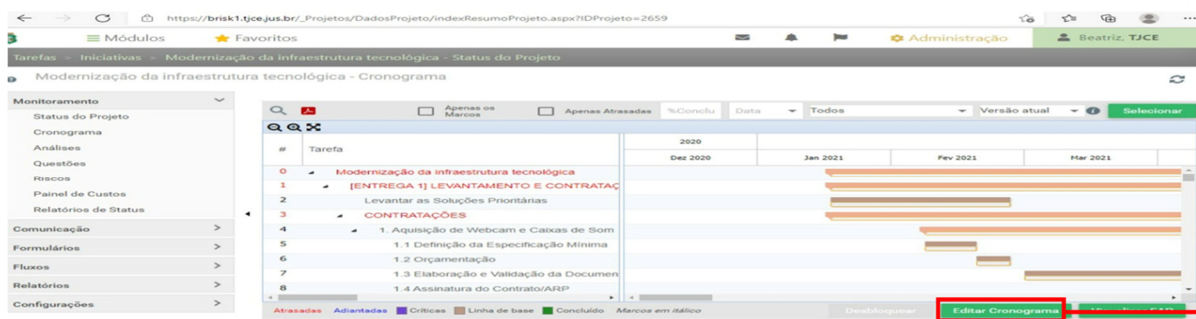 https://brisk1.tjce.jus.br/_Projetos/DadosProjeto/indexResumoProjeto.aspx?IDProjeto=2659
Módulos Favoritos Administração Beatriz, TJCE
Tarefas Iniciativas Modernização da infraestrutura tecnológica - Status do Projeto
Modernização da infraestrutura tecnológica - Cronograma
Monitoramento
Status do Projeto
Cronograma
Análises
Questões
Riscos
Painel de Custos
Relatórios de Status
Comunicação
Formulários
Fluxos
Relatórios
Configurações
Apenas os Marcos Apenas Atrasadas %Conclu Data Todos Versão atual Selecionar
# Tarefa 2020
Dez 2020 Jan 2021 Fev 2021 Mar 2021
0 Modernização da infraestrutura tecnológica
1 [ENTREGA 1] LEVANTAMENTO E CONTRATAÇ
2 Levantar as Soluções Prioritárias
3 CONTRATAÇÕES
4 1. Aquisição de Webcam e Caixas de Som
5 1.1 Definição da Especificação Mínima
6 1.2 Orçamentação
7 1.3 Elaboração e Validação da Documen
8 1.4 Assinatura do Contrato/ARP
Atrasadas Adiantadas Críticas Linha de base Concluído Marcos em itálico Desbloquear Editar Cronograma